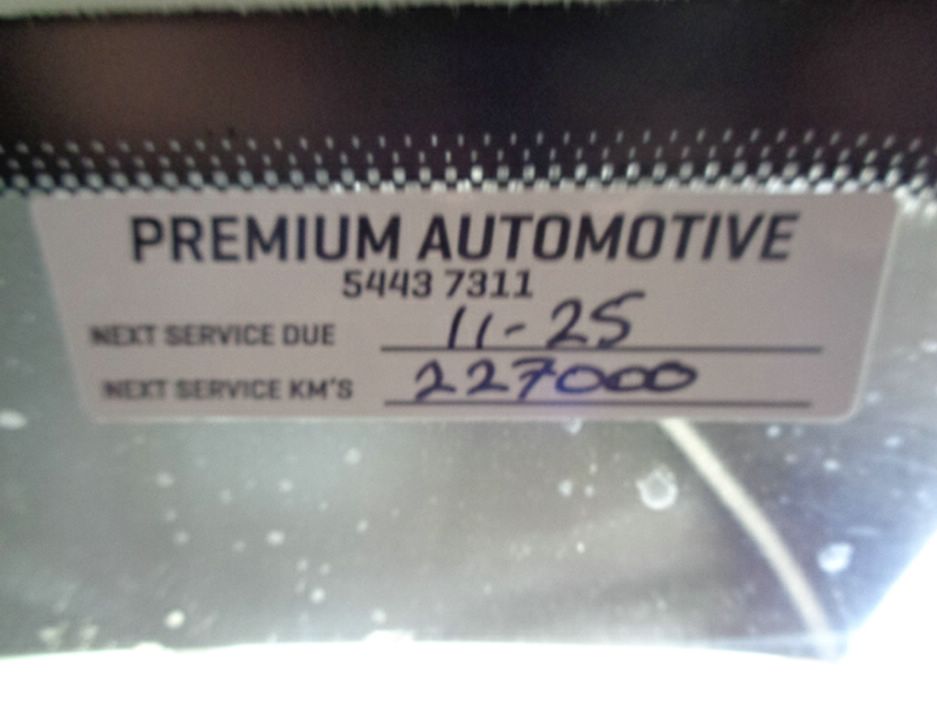 PREMIUM AUTOMOTIVE
5443 7311
NEXT SERVICE DUE 11-25
NEXT SERVICE KM'S 227000